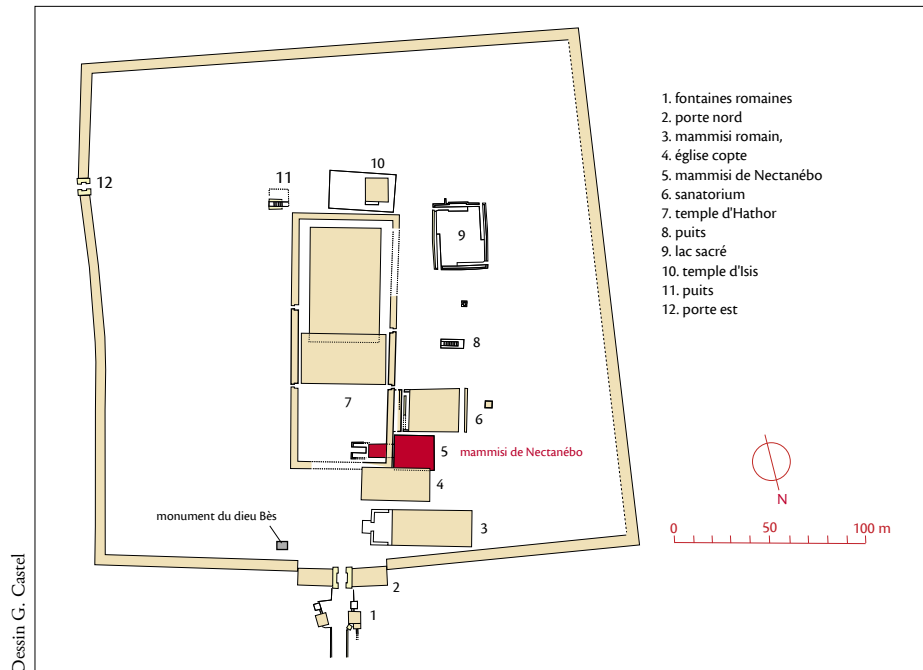 1. fontaines romaines
2. porte nord
3. mammisi romain,
4. église copte
5. mammisi de Nectanébo
6. sanatorium
7. temple d'Hathor
8. puits
9. lac sacré
10. temple d'Isis
11. puits
12. porte est
10
11
12
9
8
7
6
5 mammisi de Nectanébo
4
N
monument du dieu Bès
3
0 50 100 m
2
1
Dessin G. Castel